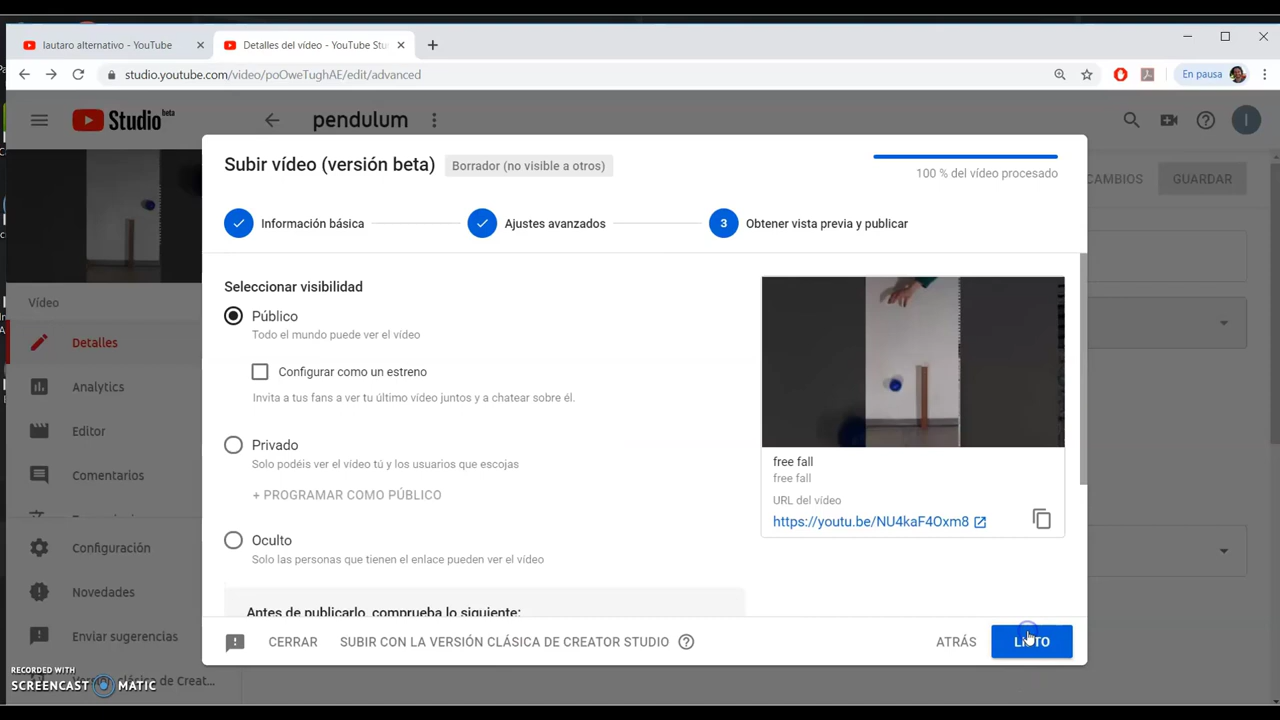 lautaro alternativo - YouTube
Detalles del vídeo - YouTube Stu
studio.youtube.com/video/poOweTughAE/edit/advanced
En pausa
Studio beta
pendulum
I
Subir vídeo (versión beta)
Borrador (no visible a otros)
100 % del vídeo procesado
CAMBIOS
GUARDAR
Información básica
Ajustes avanzados
3
Obtener vista previa y publicar
Seleccionar visibilidad
Público
Todo el mundo puede ver el vídeo
Configurar como un estreno
Invita a tus fans a ver tu último vídeo juntos y a chatear sobre él.
Privado
Solo podéis ver el vídeo tú y los usuarios que escojas
+ PROGRAMAR COMO PÚBLICO
Oculto
Solo las personas que tienen el enlace pueden ver el vídeo
Antes de publicarlo, comprueba lo siguiente:
free fall
free fall
URL del vídeo
https://youtu.be/NU4kaF4Oxm8
Vídeo
Detalles
Analytics
Editor
Comentarios
Configuración
Novedades
Enviar sugerencias
Versión clásica de Creat...
CERRAR
SUBIR CON LA VERSIÓN CLÁSICA DE CREATOR STUDIO
ATRÁS
LISTO
RECORDED WITH
SCREENCAST MATIC